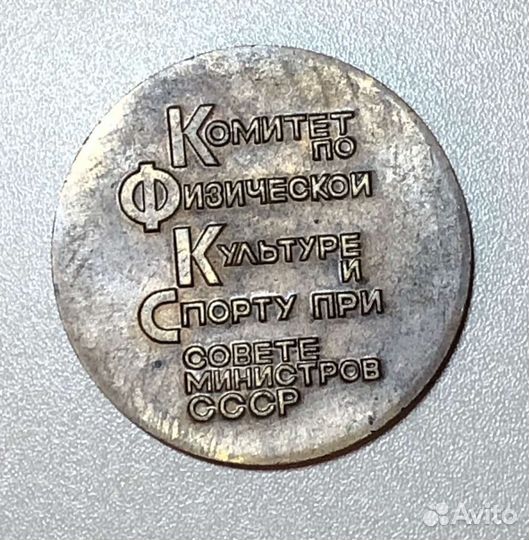 Комитет
по
Физической
Культуре
и
Спорту при
совете
министров
СССР
Avito